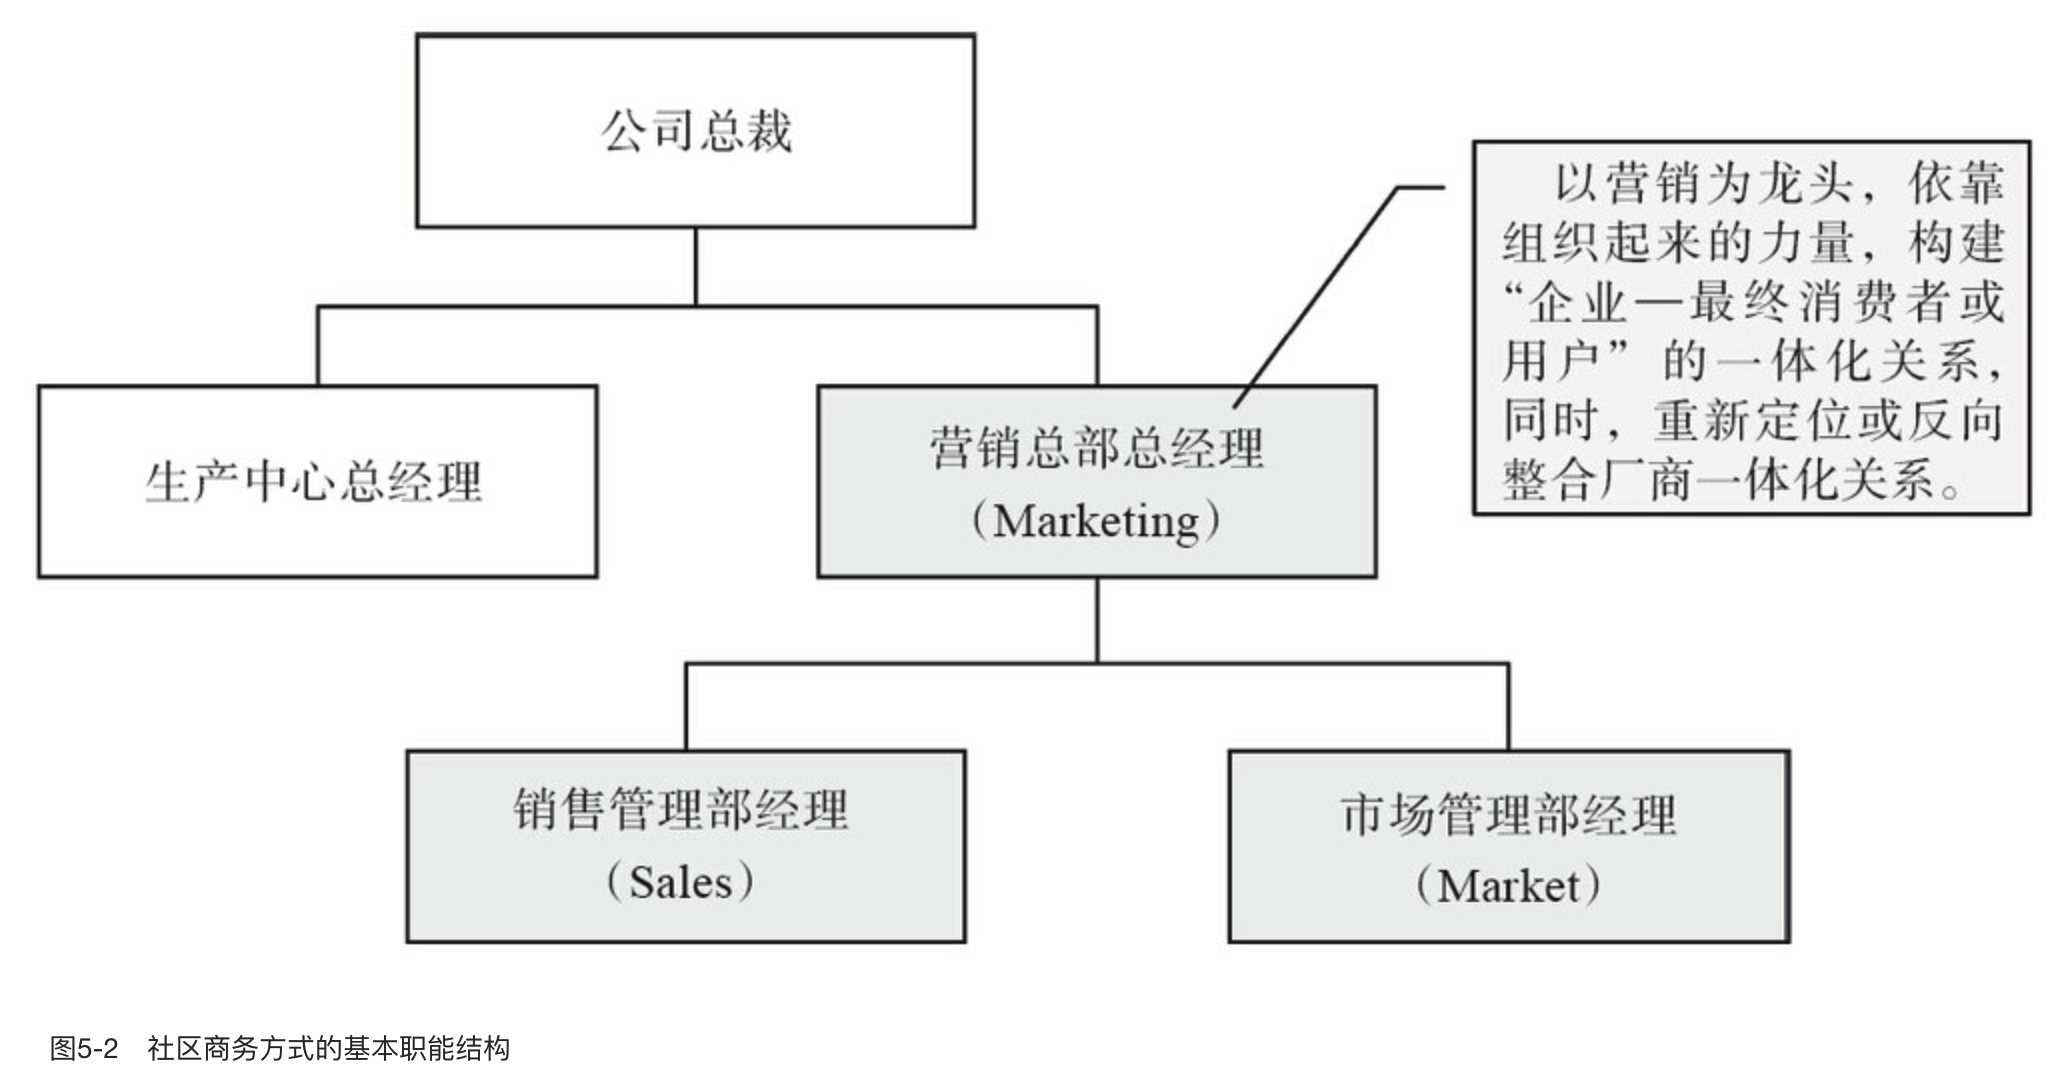 公司总裁
以营销为龙头，依靠
组织起来的力量，构建
“企业—最终消费者或
用户”的一体化关系，
同时，重新定位或反向
整合厂商一体化关系。
生产中心总经理
营销总部总经理
（Marketing）
销售管理部经理
（Sales）
市场管理部经理
（Market）
图5-2　社区商务方式的基本职能结构